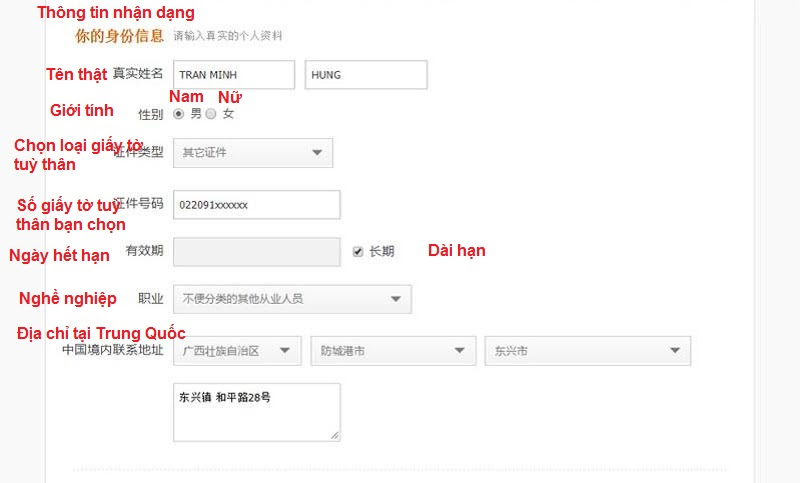 Thông tin nhận dạng
你的身份信息 请输入真实的个人资料
Tên thật 真实姓名 TRAN MINH HUNG
Nam Nữ
Giới tính 性别 男 女
Chọn loại giấy tờ
tuỳ thân
证件类型 其它证件
Số giấy tờ tuỳ
thân bạn chọn
证件号码 022091xxxxxx
Ngày hết hạn 有效期 长期 Dài hạn
Nghề nghiệp 职业 不便分类的其他从业人员
Địa chỉ tại Trung Quốc
中国境内联系地址 广西壮族自治区 防城港市 东兴市
东兴镇 和平路28号